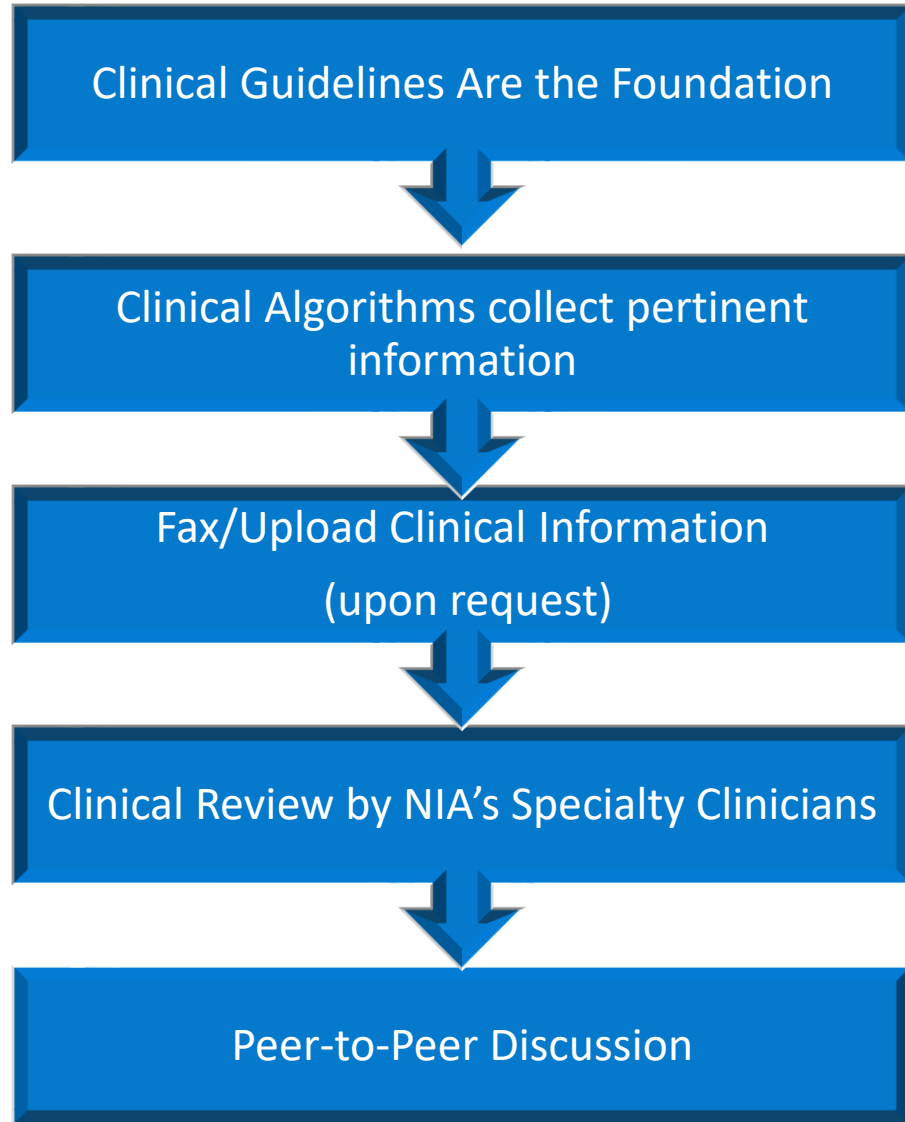 Clinical Guidelines Are the Foundation
Clinical Algorithms collect pertinent
information
Fax/Upload Clinical Information
(upon request)
Clinical Review by NIA’s Specialty Clinicians
Peer-to-Peer Discussion